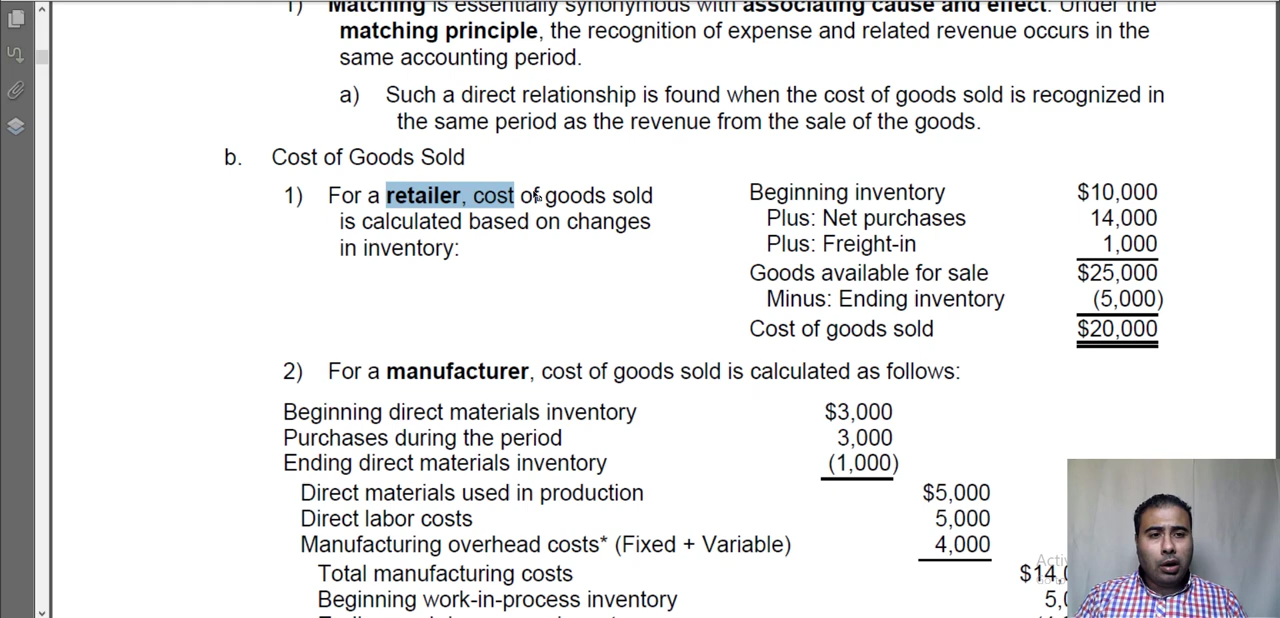 1) Matching is essentially synonymous with associating cause and effect. Under the
matching principle, the recognition of expense and related revenue occurs in the
same accounting period.
a) Such a direct relationship is found when the cost of goods sold is recognized in
the same period as the revenue from the sale of the goods.
b. Cost of Goods Sold
1) For a retailer, cost of goods sold
is calculated based on changes
in inventory:
Beginning inventory $10,000
Plus: Net purchases 14,000
Plus: Freight-in 1,000
Goods available for sale $25,000
Minus: Ending inventory (5,000)
Cost of goods sold $20,000
2) For a manufacturer, cost of goods sold is calculated as follows:
Beginning direct materials inventory $3,000
Purchases during the period 3,000
Ending direct materials inventory (1,000)
Direct materials used in production $5,000
Direct labor costs 5,000
Manufacturing overhead costs* (Fixed + Variable) 4,000
Total manufacturing costs $14,
Beginning work-in-process inventory 5,